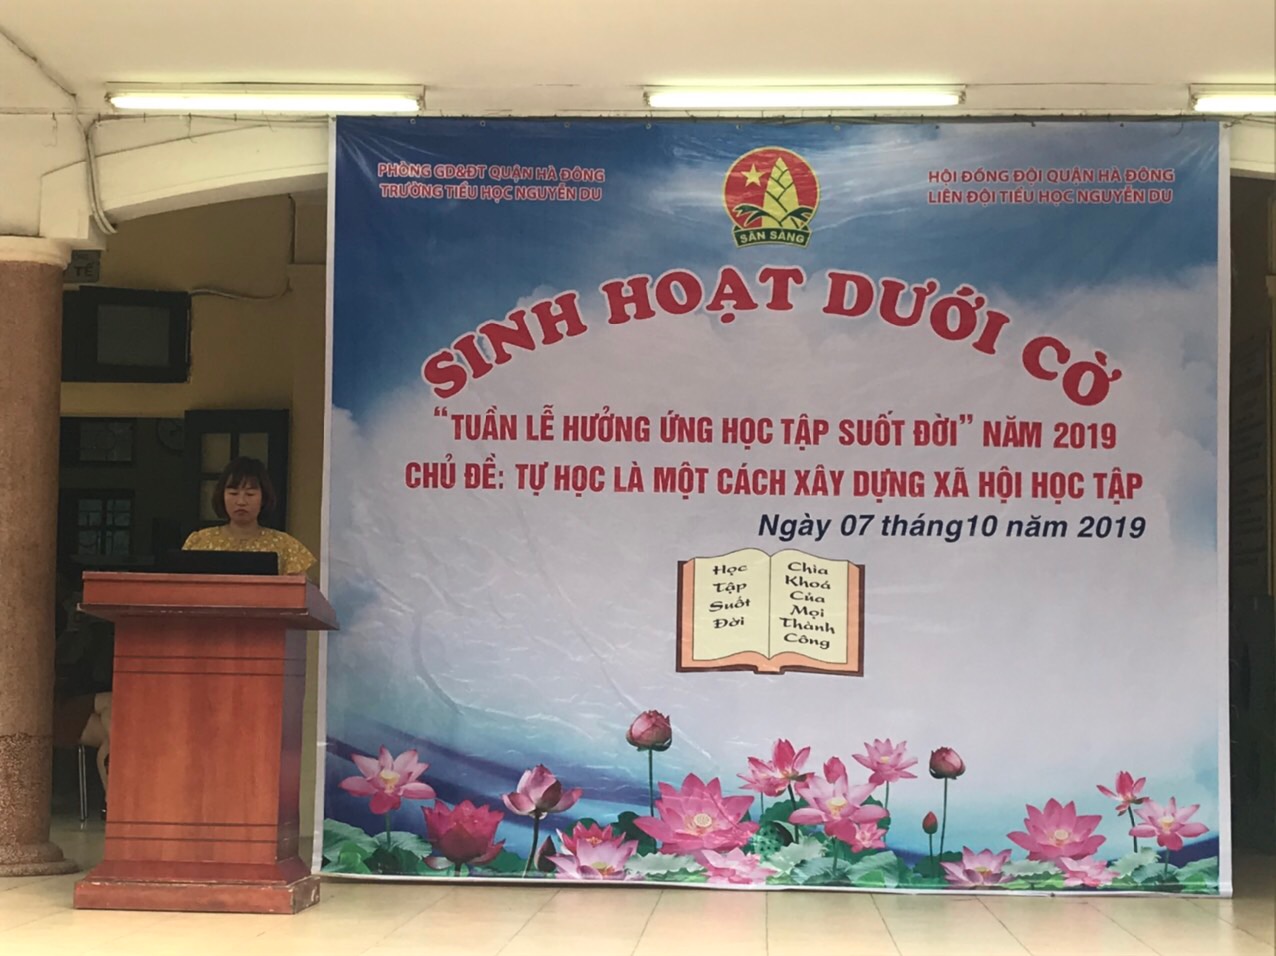 PHÒNG GD&ĐT QUẬN HÀ ĐÔNG
TRƯỜNG TIỂU HỌC NGUYỄN DU
HỘI ĐỒNG ĐỘI QUẬN HÀ ĐÔNG
LIÊN ĐỘI TIỂU HỌC NGUYỄN DU
SẴN SÀNG
SINH HOẠT DƯỚI CỜ
"TUẦN LỄ HƯỞNG ỨNG HỌC TẬP SUỐT ĐỜI" NĂM 2019
CHỦ ĐỀ: TỰ HỌC LÀ MỘT CÁCH XÂY DỰNG XÃ HỘI HỌC TẬP
Ngày 07 tháng10 năm 2019
Học
Tập
Suốt
Đời
Chìa
Khoá
Của
Mọi
Thành
Công
TẾ